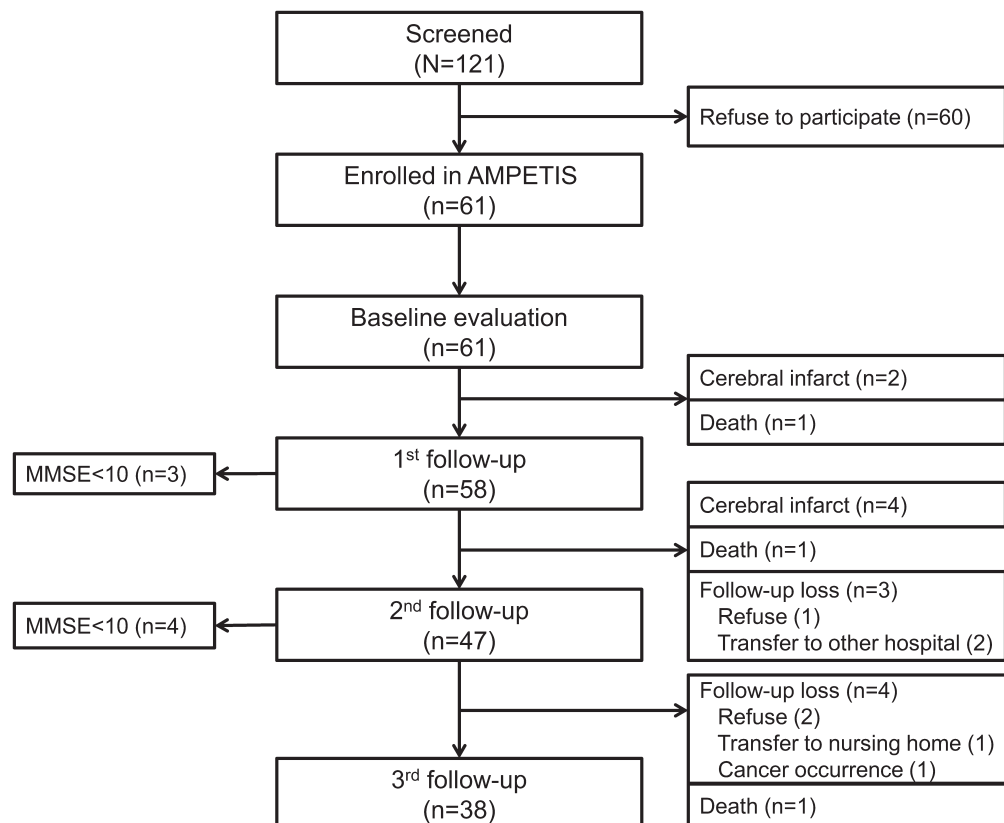 Screened
(N=121)
Refuse to participate (n=60)
Enrolled in AMPETIS
(n=61)
Baseline evaluation
(n=61)
Cerebral infarct (n=2)
Death (n=1)
1st follow-up
(n=58)
MMSE<10 (n=3)
Cerebral infarct (n=4)
Death (n=1)
Follow-up loss (n=3)
Refuse (1)
Transfer to other hospital (2)
2nd follow-up
(n=47)
MMSE<10 (n=4)
Follow-up loss (n=4)
Refuse (2)
Transfer to nursing home (1)
Cancer occurrence (1)
Death (n=1)
3rd follow-up
(n=38)